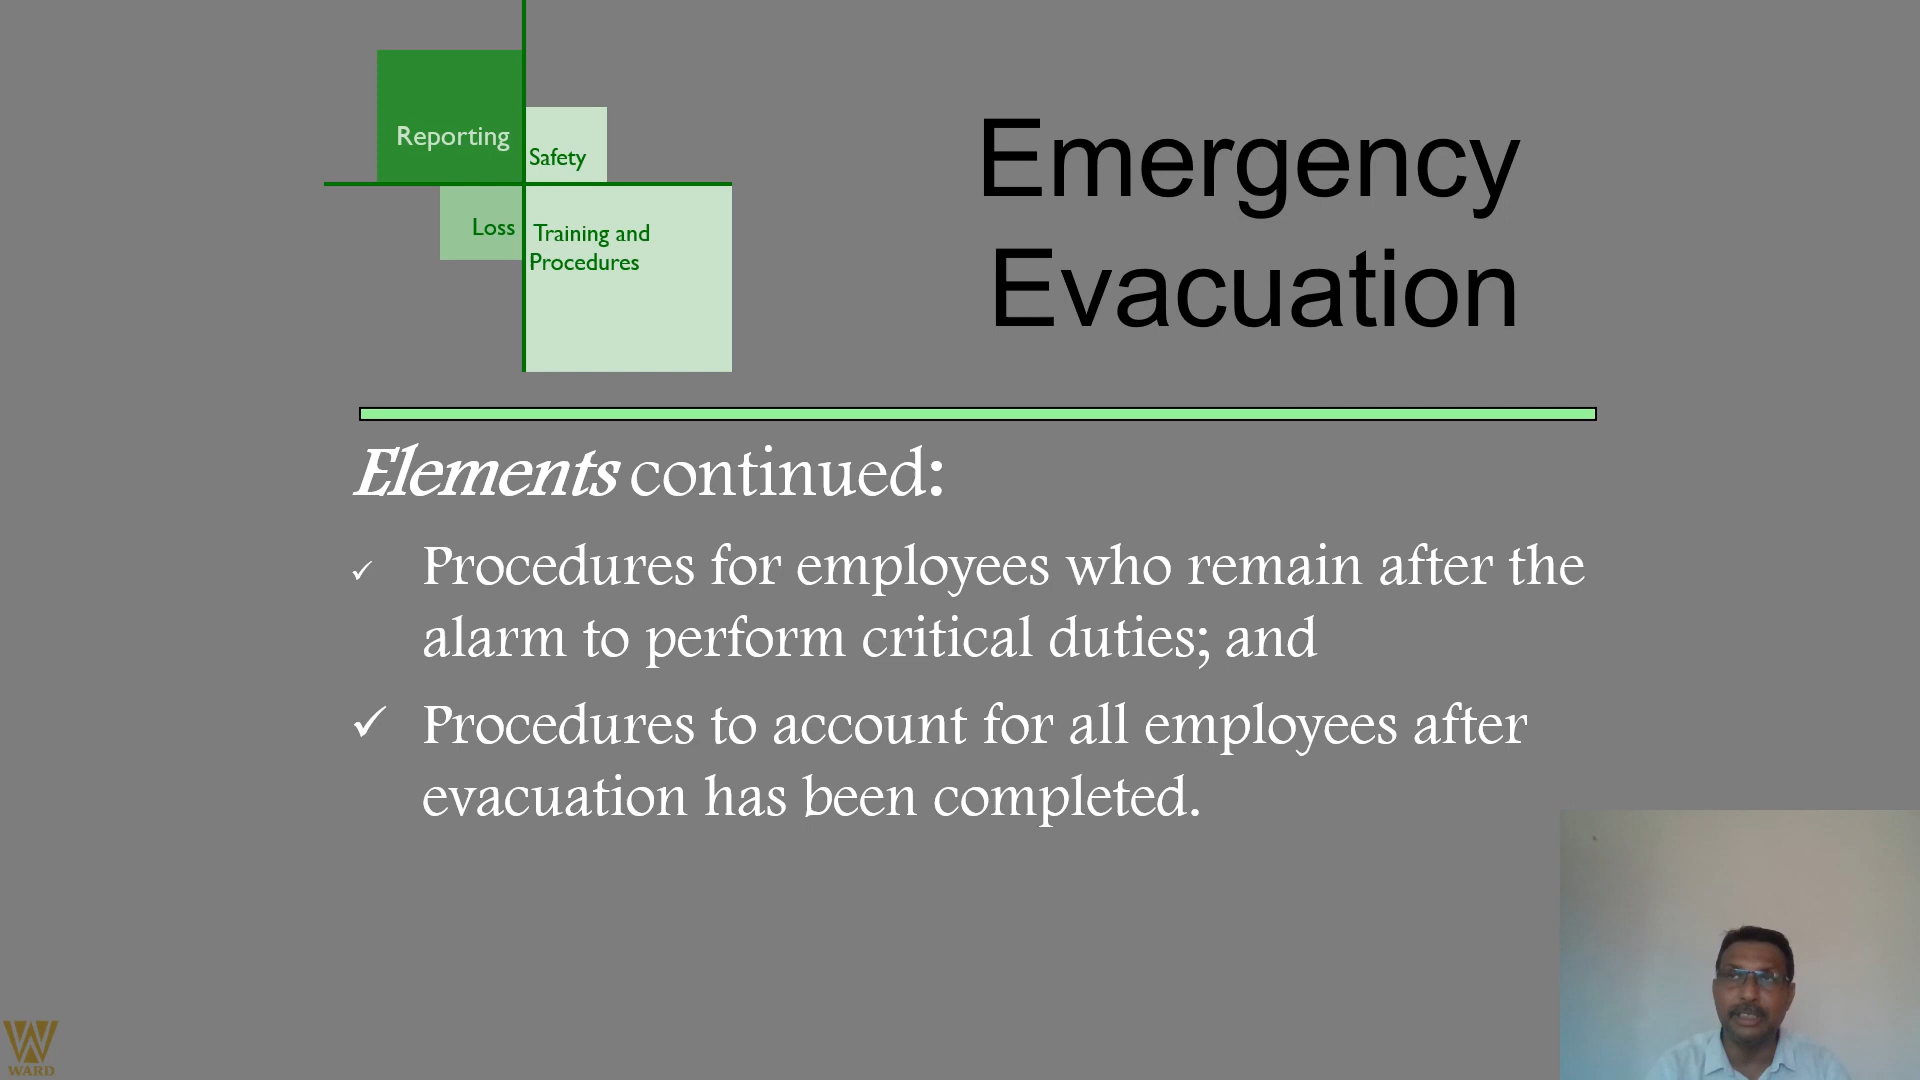 Reporting
Safety
Loss
Training and
Procedures
Emergency
Evacuation
Elements continued:
✓ Procedures for employees who remain after the
alarm to perform critical duties; and
✓ Procedures to account for all employees after
evacuation has been completed.
WARD